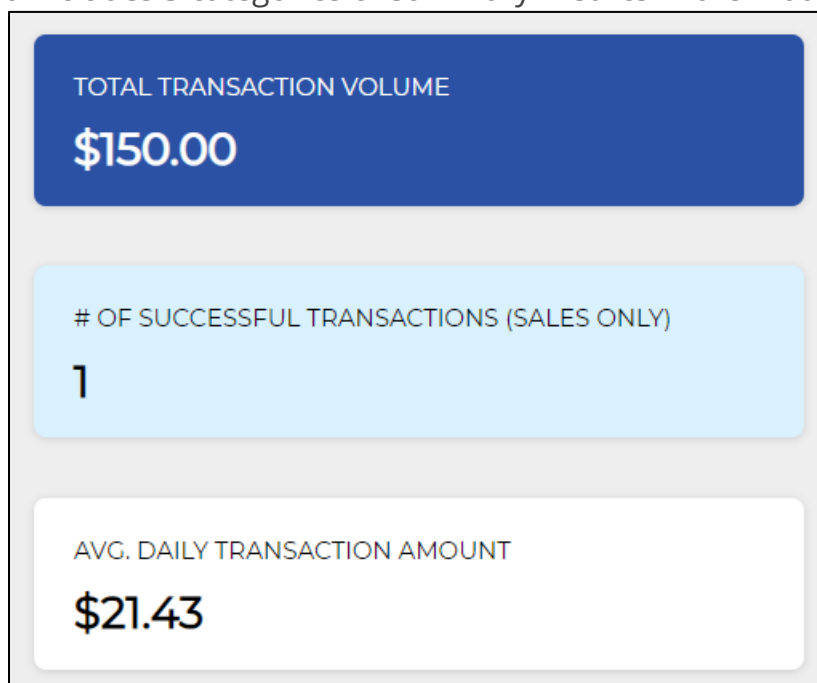 TOTAL TRANSACTION VOLUME
$150.00
# OF SUCCESSFUL TRANSACTIONS (SALES ONLY)
1
AVG. DAILY TRANSACTION AMOUNT
$21.43